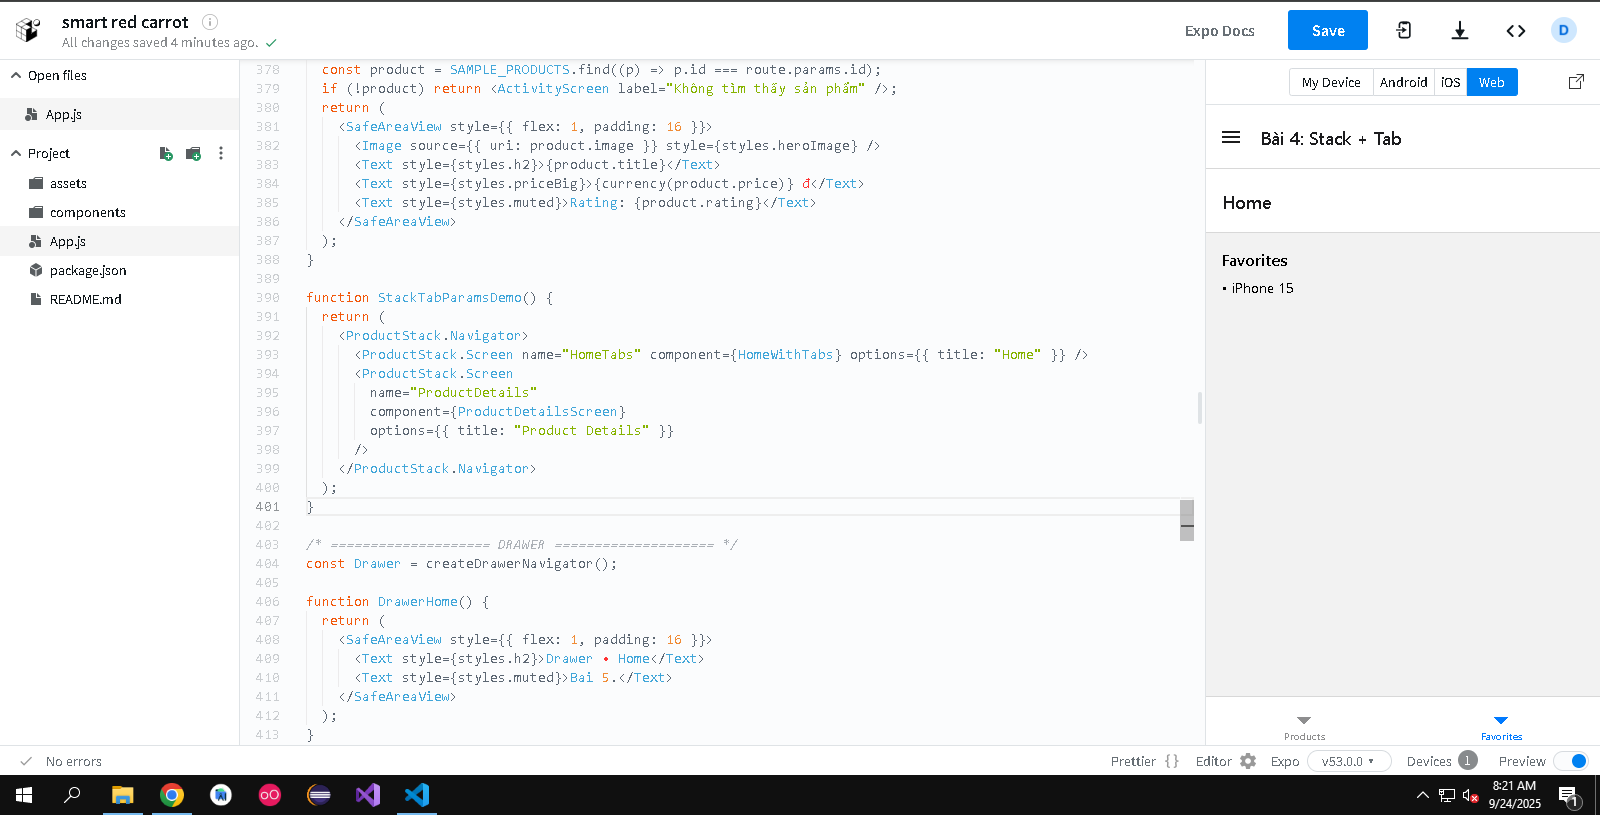 smart red carrot
All changes saved 4 minutes ago.
Expo Docs
Save
D
Open files
App.js
Project
assets
components
App.js
package.json
README.md
378 const product = SAMPLE_PRODUCTS.find((p) => p.id === route.params.id);
379 if (!product) return <ActivityScreen label="Không tìm thấy sản phẩm" />;
380 return (
381 <SafeAreaView style={{ flex: 1, padding: 16 }}>
382 <Image source={{ uri: product.image }} style={styles.heroImage} />
383 <Text style={styles.h2}>{product.title}</Text>
384 <Text style={styles.priceBig}>{currency(product.price)} đ</Text>
385 <Text style={styles.muted}>Rating: {product.rating}</Text>
386 </SafeAreaView>
387 );
388 }
389
390 function StackTabParamsDemo() {
391 return (
392 <ProductStack.Navigator>
393 <ProductStack.Screen name="HomeTabs" component={HomeWithTabs} options={{ title: "Home" }} />
394 <ProductStack.Screen
395 name="ProductDetails"
396 component={ProductDetailsScreen}
397 options={{ title: "Product Details" }}
398 />
399 </ProductStack.Navigator>
400 );
401 }
402
403 /* ==================== DRAWER ==================== */
404 const Drawer = createDrawerNavigator();
405
406 function DrawerHome() {
407 return (
408 <SafeAreaView style={{ flex: 1, padding: 16 }}>
409 <Text style={styles.h2}>Drawer • Home</Text>
410 <Text style={styles.muted}>Bai 5.</Text>
411 </SafeAreaView>
412 );
413 }
My Device
Android
iOS
Web
Bài 4: Stack + Tab
Home
Favorites
• iPhone 15
Products
Favorites
No errors
Prettier { }
Editor
Expo
v53.0.0
Devices 1
Preview
8:21 AM
9/24/2025
1